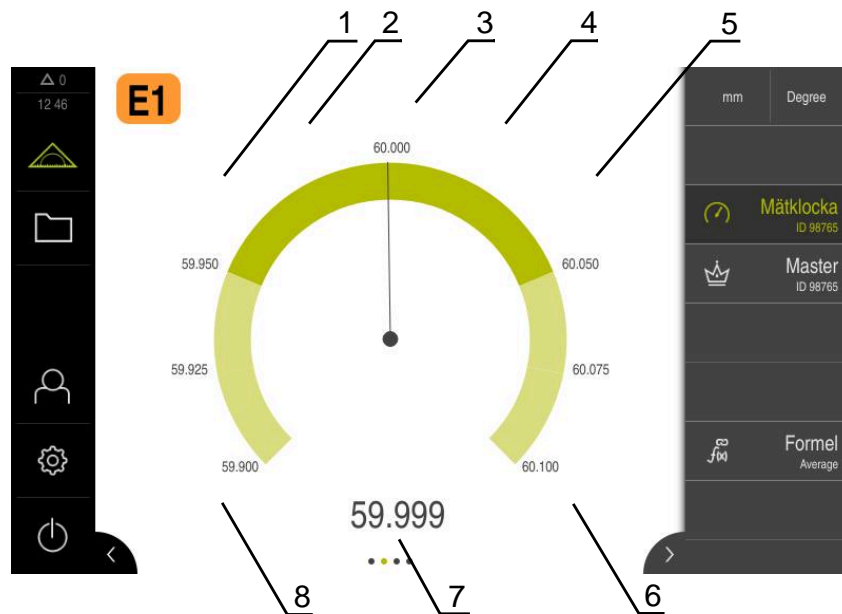 1 2 3 4 5
0
12 46
E1
mm Degree
60.000
Mätklocka
ID 98765
59.950 60.050
Master
ID 98765
59.925 60.075
59.900 60.100
Formel
Average
f(x)
59.999
8 7 6